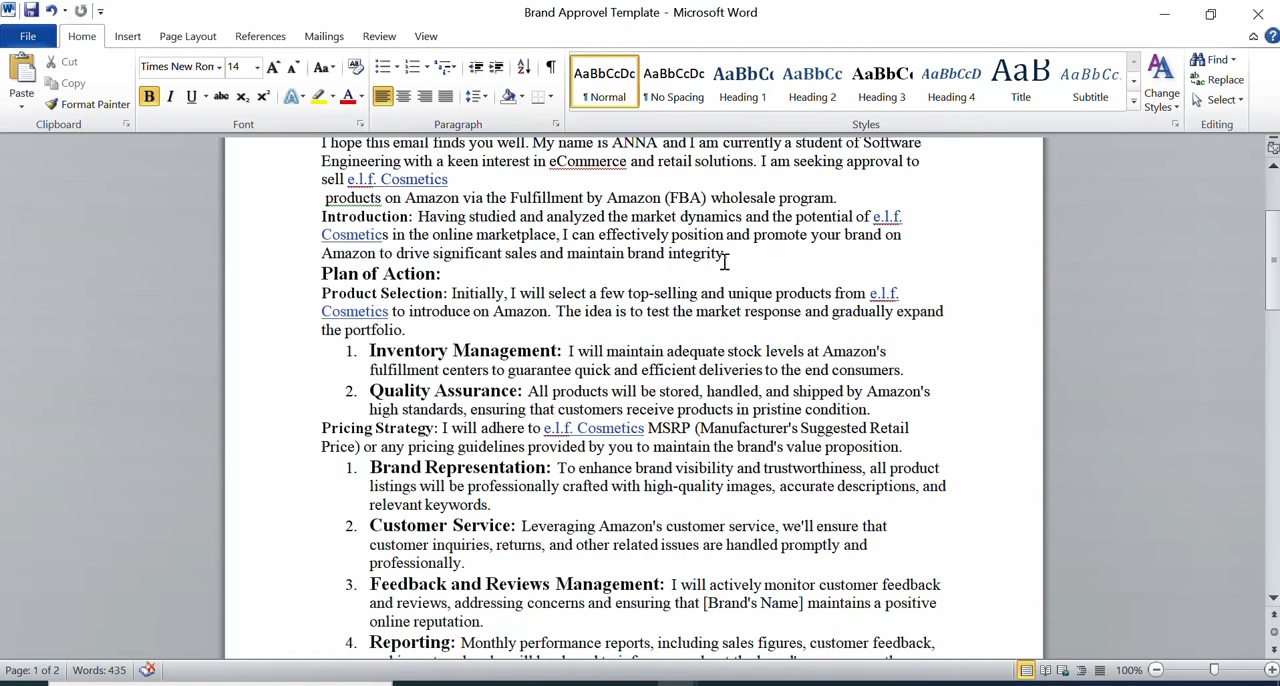 Brand Approvel Template - Microsoft Word
File Home Insert Page Layout References Mailings Review View
Paste Cut Copy Format Painter Clipboard
Times New Ron 14 Font
Paragraph
AaBbCcDc ¶ Normal AaBbCcDc ¶ No Spacing AaBbCc Heading 1 AaBbCc Heading 2 AaBbCc Heading 3 AaBbCcD Heading 4 AaB Title AaBbCc. Subtitle
Change Styles Styles
Find Replace Select Editing
I hope this email finds you well. My name is ANNA and I am currently a student of Software
Engineering with a keen interest in eCommerce and retail solutions. I am seeking approval to
sell e.l.f. Cosmetics
products on Amazon via the Fulfillment by Amazon (FBA) wholesale program.
Introduction: Having studied and analyzed the market dynamics and the potential of e.l.f.
Cosmetics in the online marketplace, I can effectively position and promote your brand on
Amazon to drive significant sales and maintain brand integrity.
Plan of Action:
Product Selection: Initially, I will select a few top-selling and unique products from e.l.f.
Cosmetics to introduce on Amazon. The idea is to test the market response and gradually expand
the portfolio.
1. Inventory Management: I will maintain adequate stock levels at Amazon's
fulfillment centers to guarantee quick and efficient deliveries to the end consumers.
2. Quality Assurance: All products will be stored, handled, and shipped by Amazon's
high standards, ensuring that customers receive products in pristine condition.
Pricing Strategy: I will adhere to e.l.f. Cosmetics MSRP (Manufacturer's Suggested Retail
Price) or any pricing guidelines provided by you to maintain the brand's value proposition.
1. Brand Representation: To enhance brand visibility and trustworthiness, all product
listings will be professionally crafted with high-quality images, accurate descriptions, and
relevant keywords.
2. Customer Service: Leveraging Amazon's customer service, we'll ensure that
customer inquiries, returns, and other related issues are handled promptly and
professionally.
3. Feedback and Reviews Management: I will actively monitor customer feedback
and reviews, addressing concerns and ensuring that [Brand's Name] maintains a positive
online reputation.
4. Reporting: Monthly performance reports, including sales figures, customer feedback,
Page: 1 of 2 Words: 435 100%